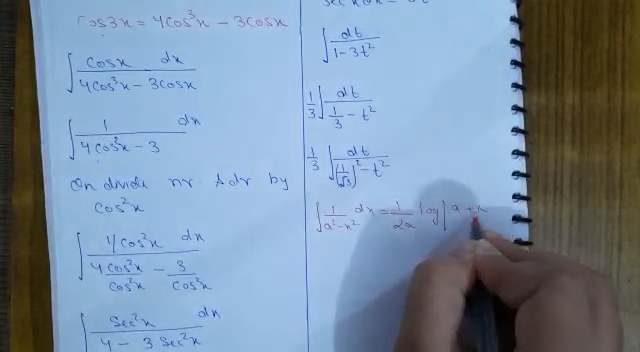 cos3x = 4cos³x - 3cosx
∫ cosx dx / 4cos³x - 3cosx
∫ 1 / 4cos²x - 3 dx
On divide nr. & dr by
cos²x
∫ 1/cos²x dx / 4cos²x/cos²x - 3/cos²x
∫ sec²x dx / 4 - 3 sec²x
∫ dt / 1-3t²
1/3 ∫ dt / 1/3 - t²
1/3 ∫ dt / (1/√3)² - t²
∫ 1/a²-x² dx = 1/2a log | a + x